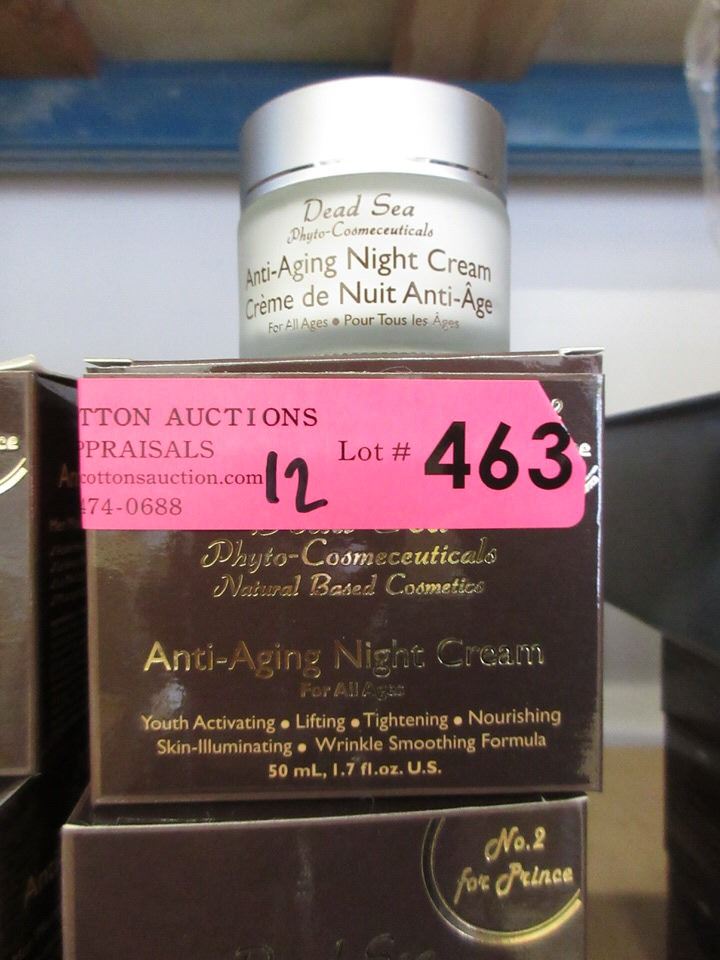 Dead Sea
Phyto-Cosmeceuticals
Anti-Aging Night Cream
Crème de Nuit Anti-Âge
For All Ages • Pour Tous les Âges
TTON AUCTIONS
PPRAISALS
cottonsauction.com
474-0688
12
Lot # 463
Phyto-Cosmeceuticals
Natural Based Cosmetics
Anti-Aging Night Cream
For All Ages
Youth Activating • Lifting • Tightening • Nourishing
Skin-Illuminating • Wrinkle Smoothing Formula
50 mL, 1.7 fl.oz. U.S.
No.2
for Prince